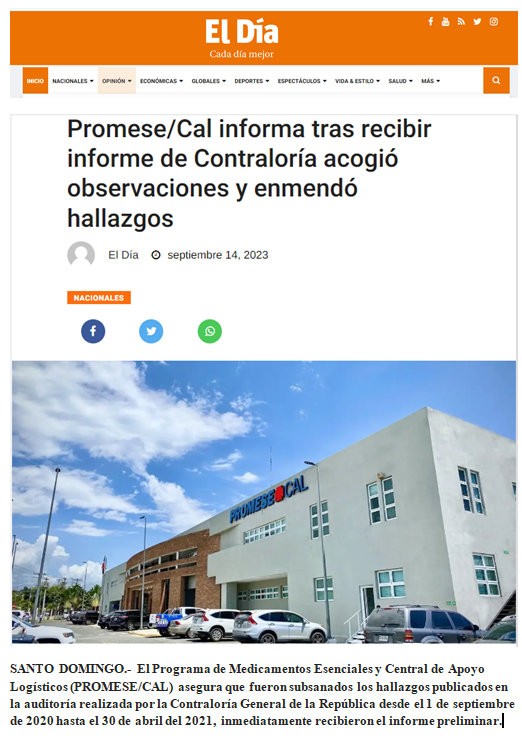 El Día
Cada día mejor
INICIO NACIONALES OPINIÓN ECONÓMICAS GLOBALES DEPORTES ESPECTÁCULOS VIDA & ESTILO SALUD MÁS
Promese/Cal informa tras recibir
informe de Contraloría acogió
observaciones y enmendó
hallazgos
El Día septiembre 14, 2023
NACIONALES
PROMESE CAL
SANTO DOMINGO.- El Programa de Medicamentos Esenciales y Central de Apoyo
Logísticos (PROMESE/CAL) asegura que fueron subsanados los hallazgos publicados en
la auditoría realizada por la Contraloría General de la República desde el 1 de septiembre
de 2020 hasta el 30 de abril del 2021, inmediatamente recibieron el informe preliminar.